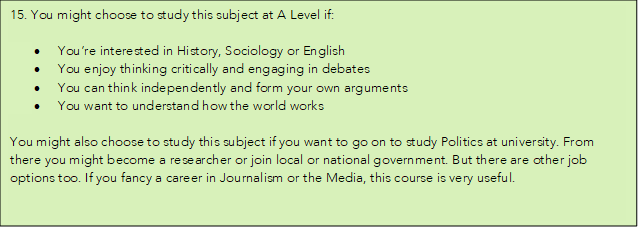 15. You might choose to study this subject at A Level if:
• You're interested in History, Sociology or English
• You enjoy thinking critically and engaging in debates
• You can think independently and form your own arguments
• You want to understand how the world works
You might also choose to study this subject if you want to go on to study Politics at university. From
there you might become a researcher or join local or national government. But there are other job
options too. If you fancy a career in Journalism or the Media, this course is very useful.